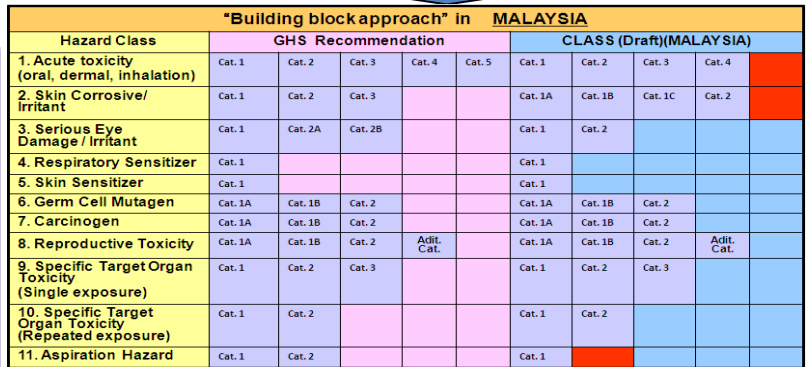 “Building block approach” in MALAYSIA
Hazard Class GHS Recommendation CLASS (Draft)(MALAYSIA)
1. Acute toxicity
(oral, dermal, inhalation) Cat. 1 Cat. 2 Cat. 3 Cat. 4 Cat. 5 Cat. 1 Cat. 2 Cat. 3 Cat. 4
2. Skin Corrosive/
Irritant Cat. 1 Cat. 2 Cat. 3 Cat. 1A Cat. 1B Cat. 1C Cat. 2
3. Serious Eye
Damage / Irritant Cat. 1 Cat. 2A Cat. 2B Cat. 1 Cat. 2
4. Respiratory Sensitizer Cat. 1 Cat. 1
5. Skin Sensitizer Cat. 1 Cat. 1
6. Germ Cell Mutagen Cat. 1A Cat. 1B Cat. 2 Cat. 1A Cat. 1B Cat. 2
7. Carcinogen Cat. 1A Cat. 1B Cat. 2 Cat. 1A Cat. 1B Cat. 2
8. Reproductive Toxicity Cat. 1A Cat. 1B Cat. 2 Adit. Cat. Cat. 1A Cat. 1B Cat. 2 Adit. Cat.
9. Specific Target Organ
Toxicity
(Single exposure) Cat. 1 Cat. 2 Cat. 3 Cat. 1 Cat. 2 Cat. 3
10. Specific Target
Organ Toxicity
(Repeated exposure) Cat. 1 Cat. 2 Cat. 1 Cat. 2
11. Aspiration Hazard Cat. 1 Cat. 2 Cat. 1